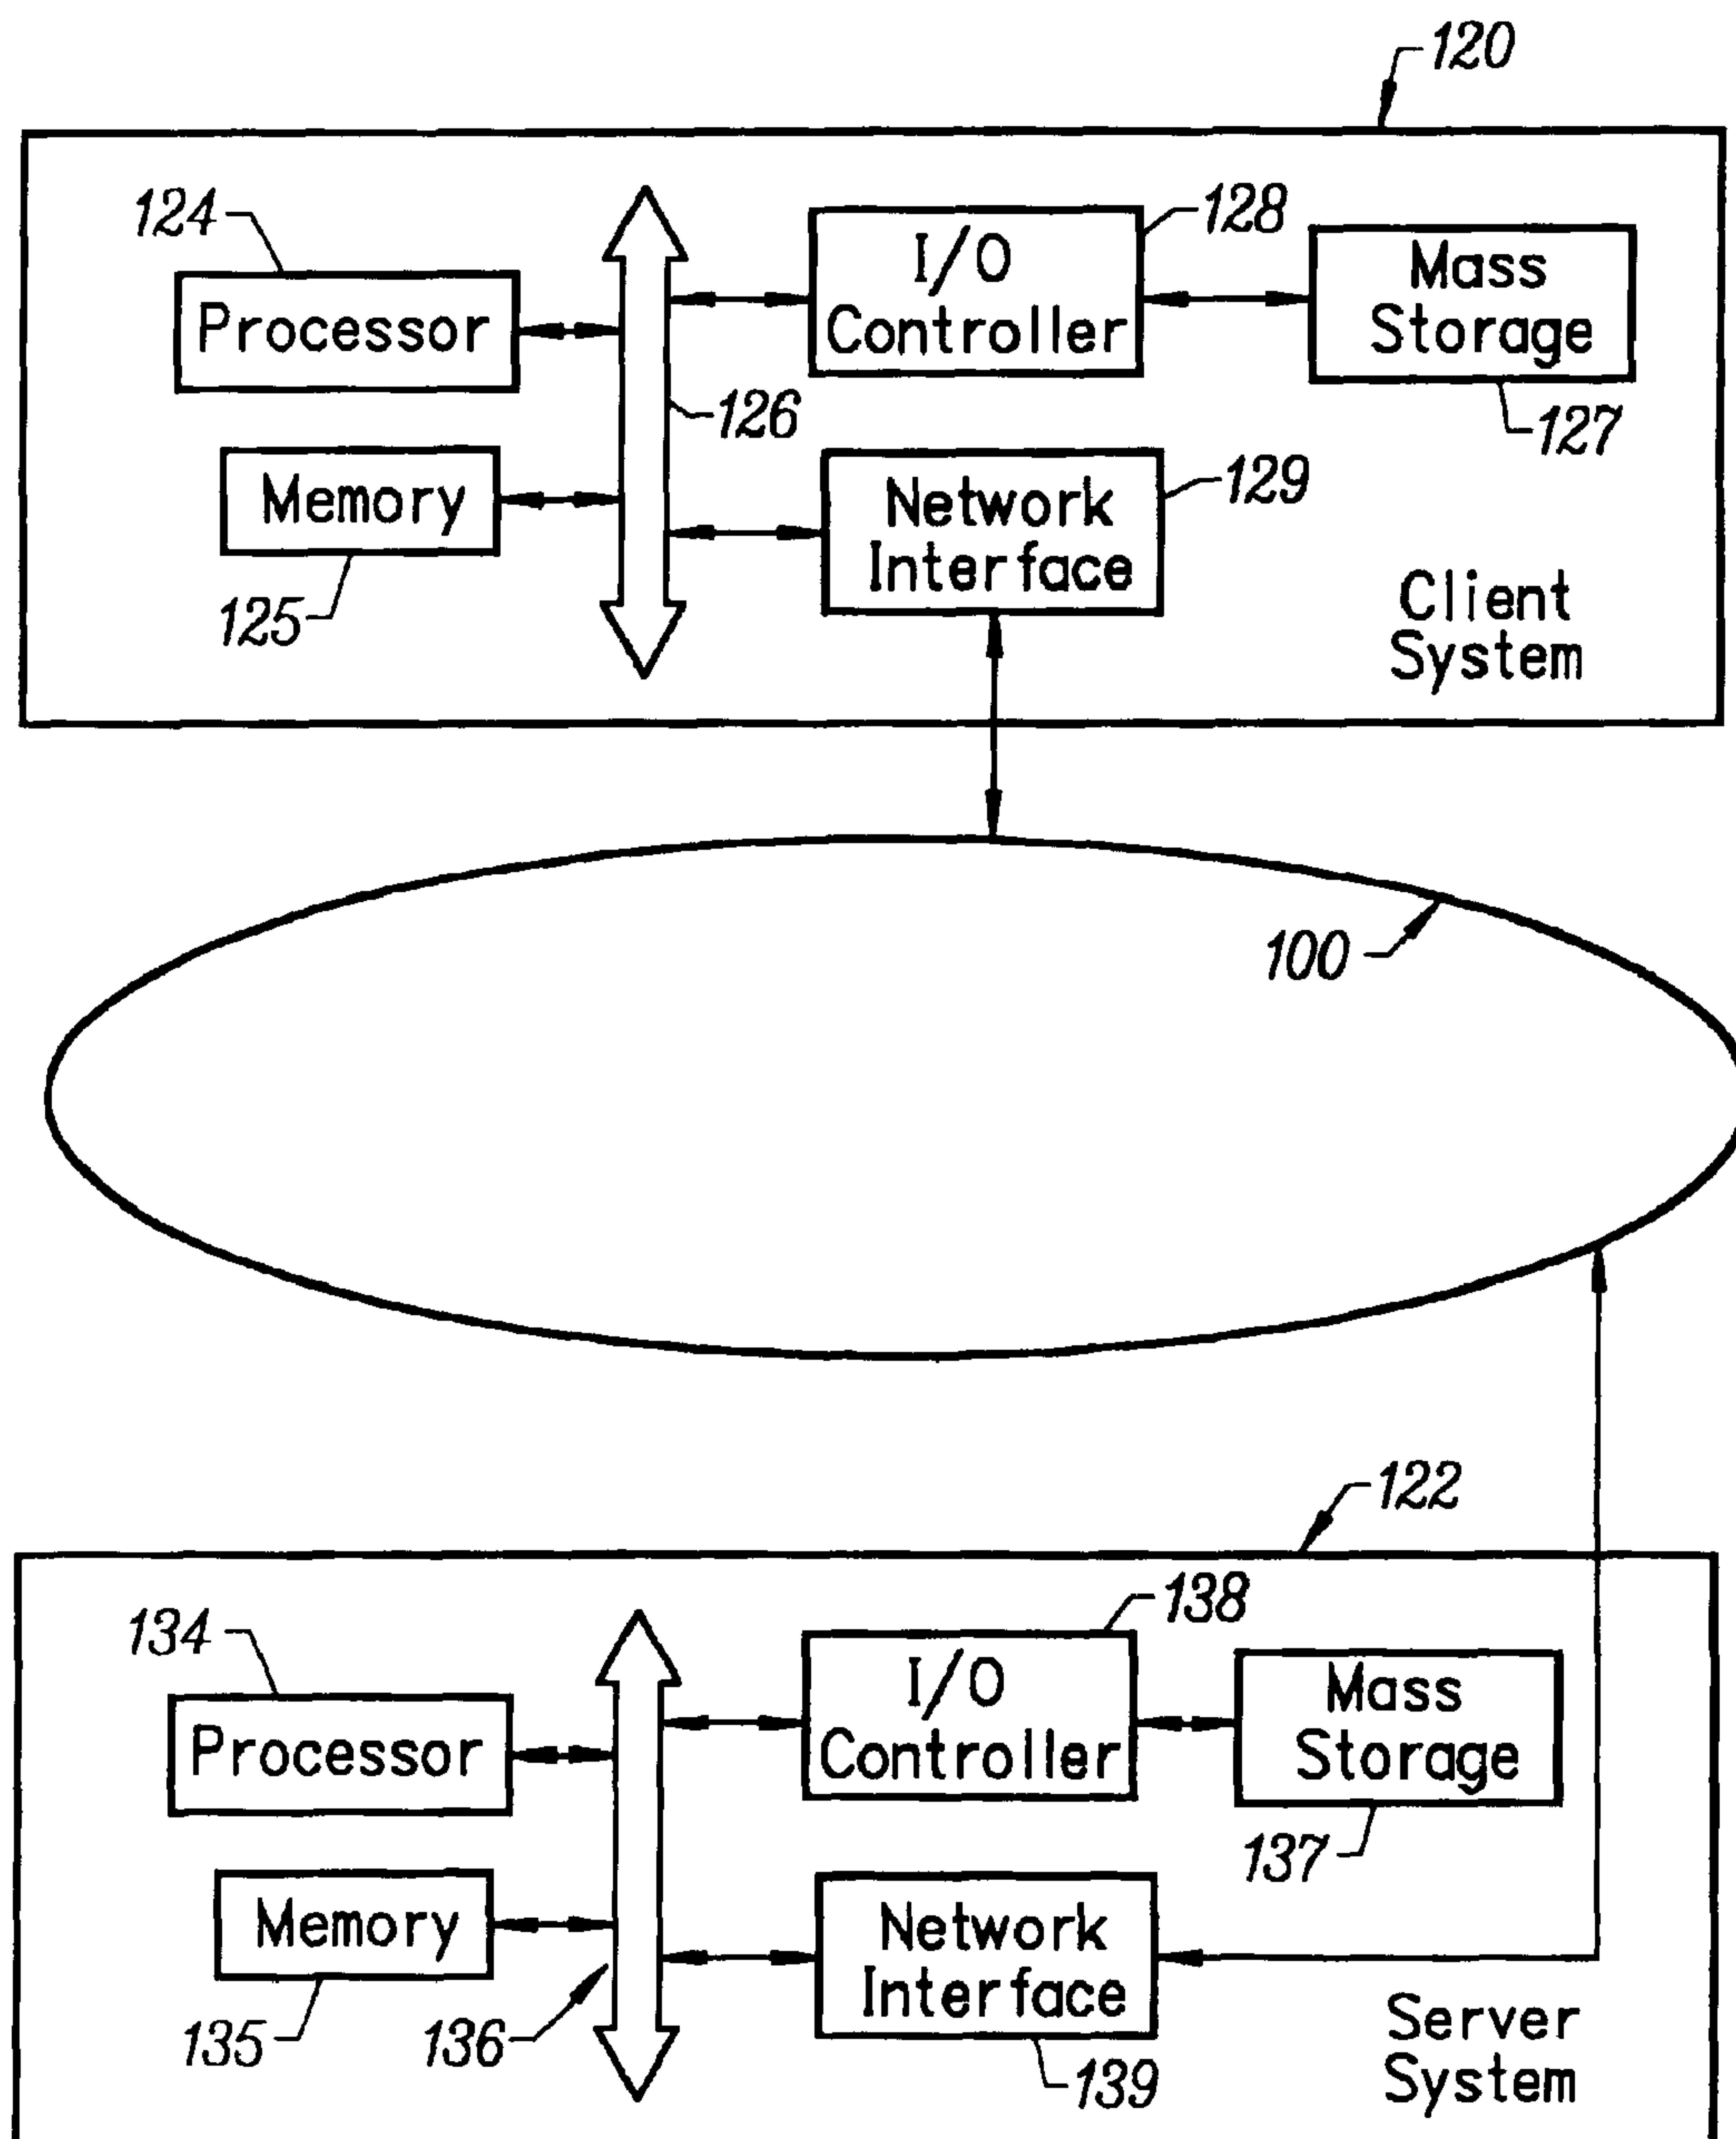 120
124
128
I/O
Controller
Mass
Storage
Processor
126
127
129
Memory
Network
Interface
125
Client
System
100
122
138
134
I/O
Controller
Mass
Storage
Processor
137
Memory
Network
Interface
135
136
139
Server
System